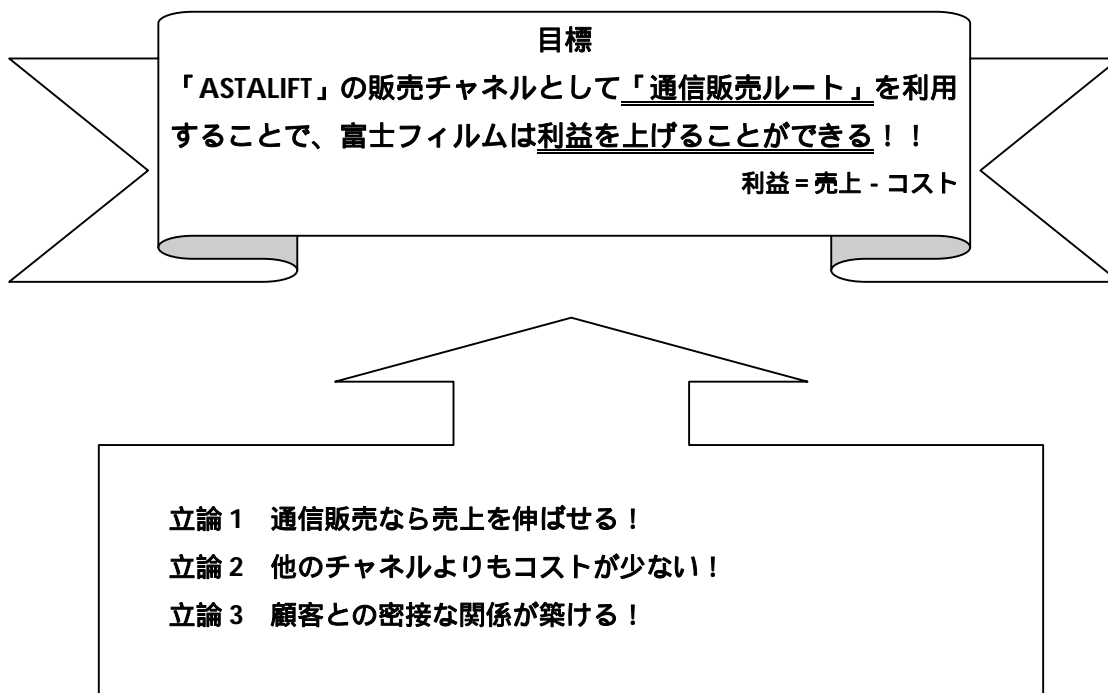 目標
「ASTALIFT」の販売チャネルとして「通信販売ルート」を利用
することで、富士フィルムは利益を上げることができる！！
利益＝売上‐コスト
立論１　通信販売なら売上を伸ばせる！
立論２　他のチャネルよりもコストが少ない！
立論３　顧客との密接な関係が築ける！